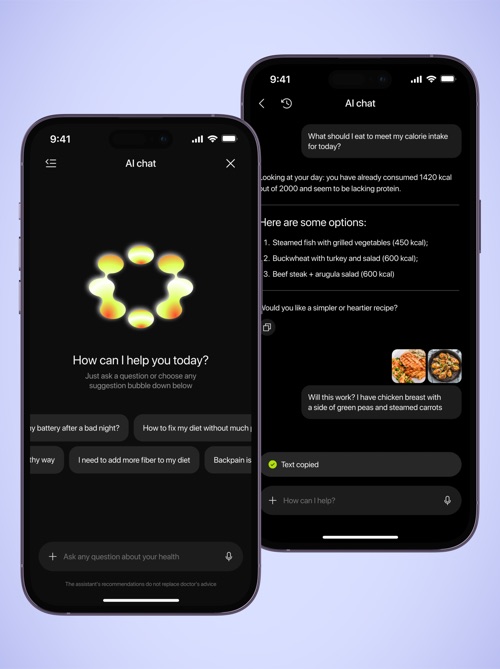 9:41
AI chat
How can I help you today?
Just ask a question or choose any
suggestion bubble down below
battery after a bad night?
How to fix my diet without much
way
I need to add more fiber to my diet
Backpain is
Ask any question about your health
The assistant's recommendations do not replace doctor's advice
9:41
AI chat
What should I eat to meet my calorie intake
for today?
ooking at your day: you have already consumed 1420 kcal
out of 2000 and seem to be lacking protein.
Here are some options:
1. Steamed fish with grilled vegetables (450 kcal);
2. Buckwheat with turkey and salad (600 kcal);
3. Beef steak + arugula salad (600 kcal)
Would you like a simpler or heartier recipe?
Will this work? I have chicken breast with
a side of green peas and steamed carrots
Text copied
How can I help?